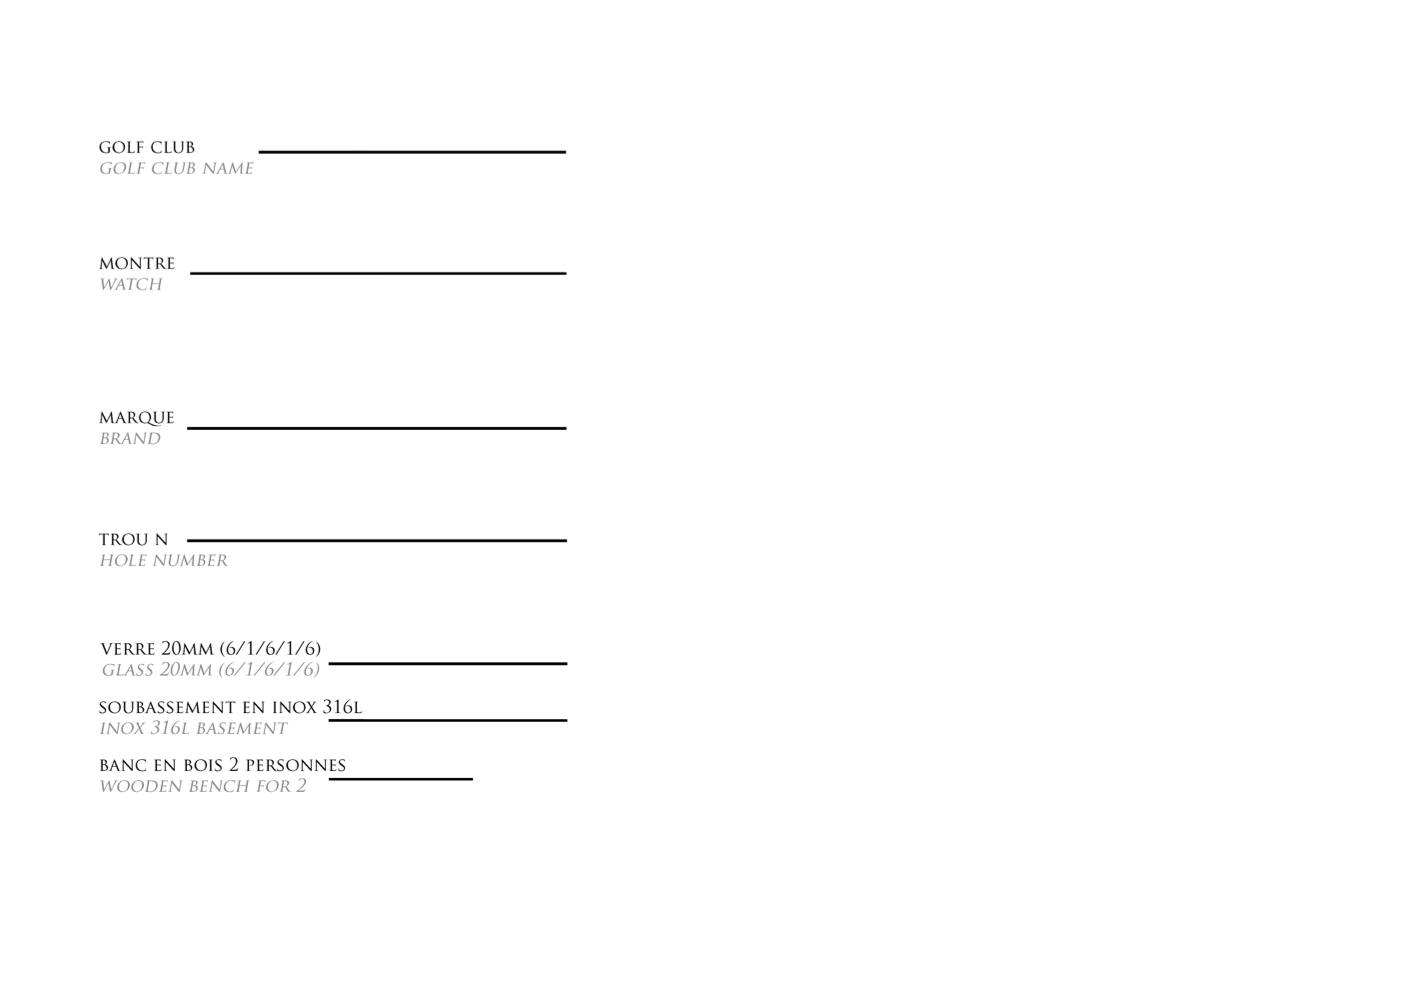 GOLF CLUB
GOLF CLUB NAME
MONTRE
WATCH
MARQUE
BRAND
TROU N
HOLE NUMBER
VERRE 20MM (6/1/6/1/6)
GLASS 20MM (6/1/6/1/6)
SOUBASSEMENT EN INOX 316L
INOX 316L BASEMENT
BANC EN BOIS 2 PERSONNES
WOODEN BENCH FOR 2